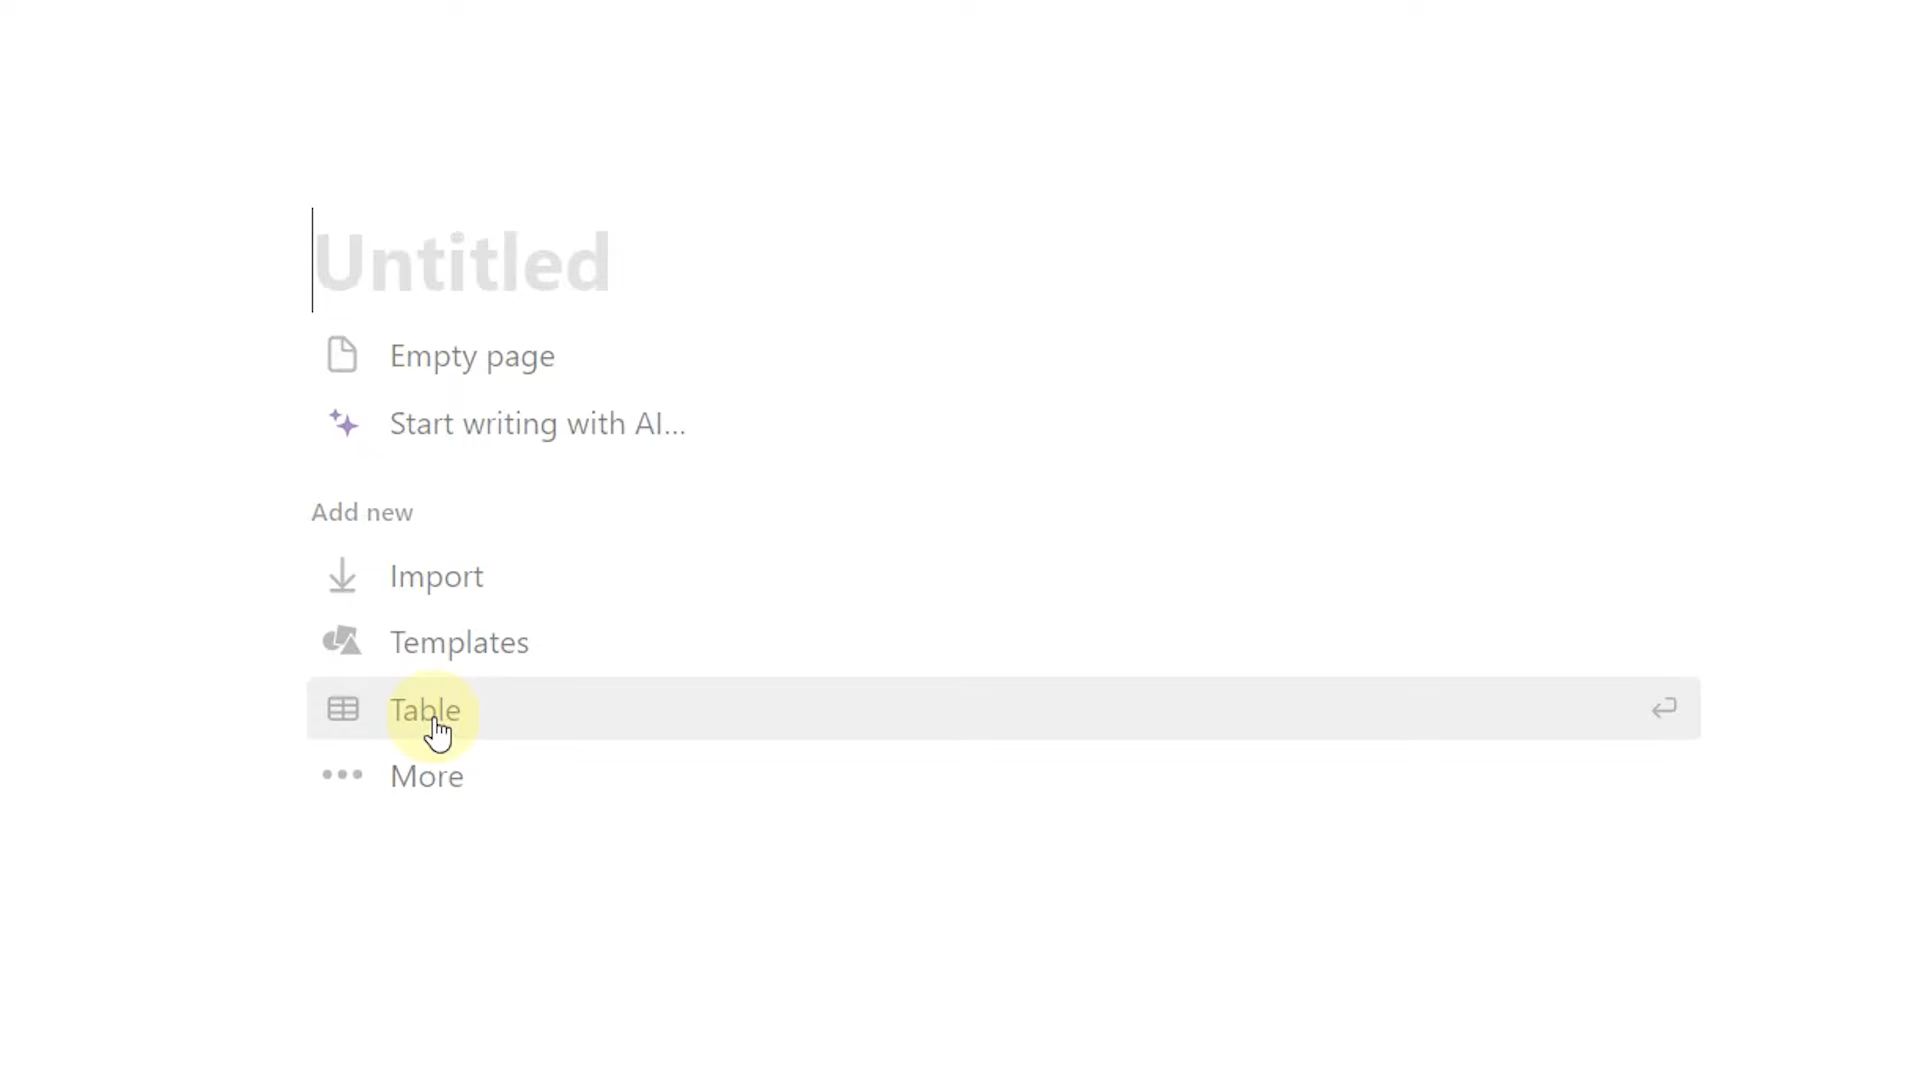 Untitled
Empty page
Start writing with AI...
Add new
Import
Templates
Table
More